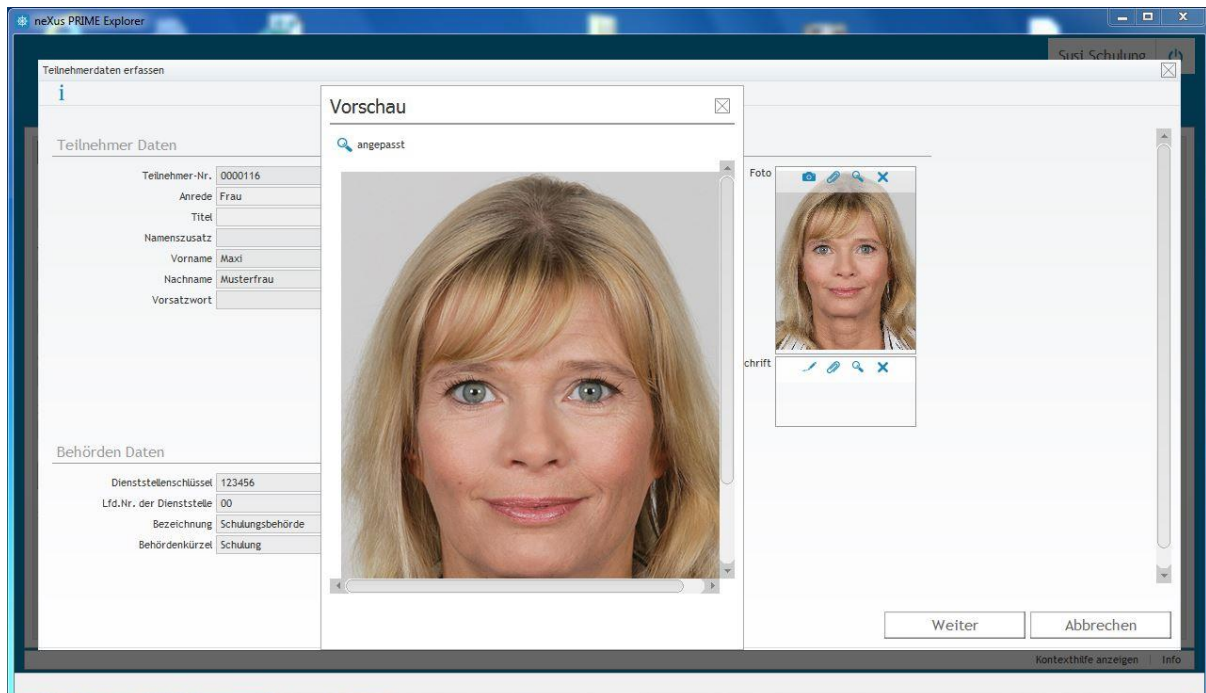 neXus PRIME Explorer
Susi Schulung
Teilnehmerdaten erfassen
i
Vorschau
angepasst
Teilnehmer Daten
Teilnehmer-Nr. 0000116
Anrede Frau
Titel
Namenszusatz
Vorname Maxi
Nachname Musterfrau
Vorsatzwort
Foto
chrift
Behörden Daten
Dienststellenschlüssel 123456
Lfd.Nr. der Dienststelle 00
Bezeichnung Schulungsbehörde
Behördenkürzel Schulung
Weiter
Abbrechen
Kontexthilfe anzeigen | Info